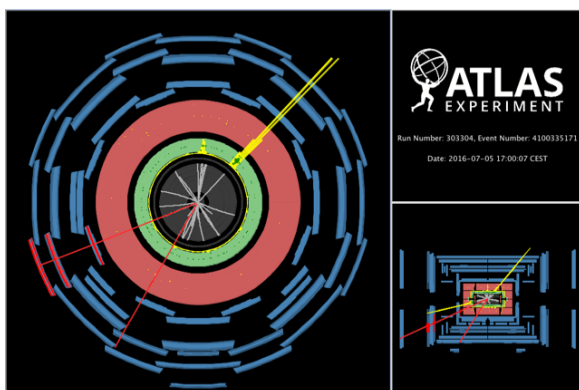 ATLAS
EXPERIMENT
Run Number: 303304, Event Number: 4100335171
Date: 2016-07-05 17:00:07 CEST